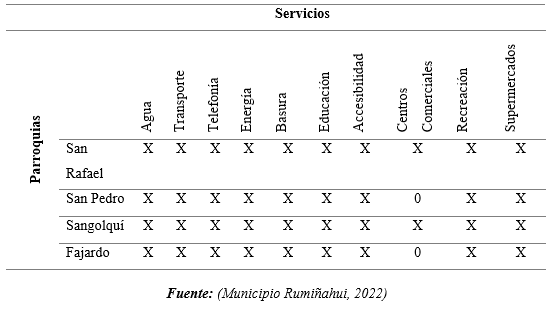 Servicios
Parroquias
Agua
Transporte
Telefonía
Energía
Basura
Educación
Accesibilidad
Centros
Comerciales
Recreación
Supermercados
San
Rafael
X X X X X X X X X X
San Pedro X X X X X X X 0 X X
Sangolquí X X X X X X X X X X
Fajardo X X X X X X X 0 X X
Fuente: (Municipio Rumiñahui, 2022)